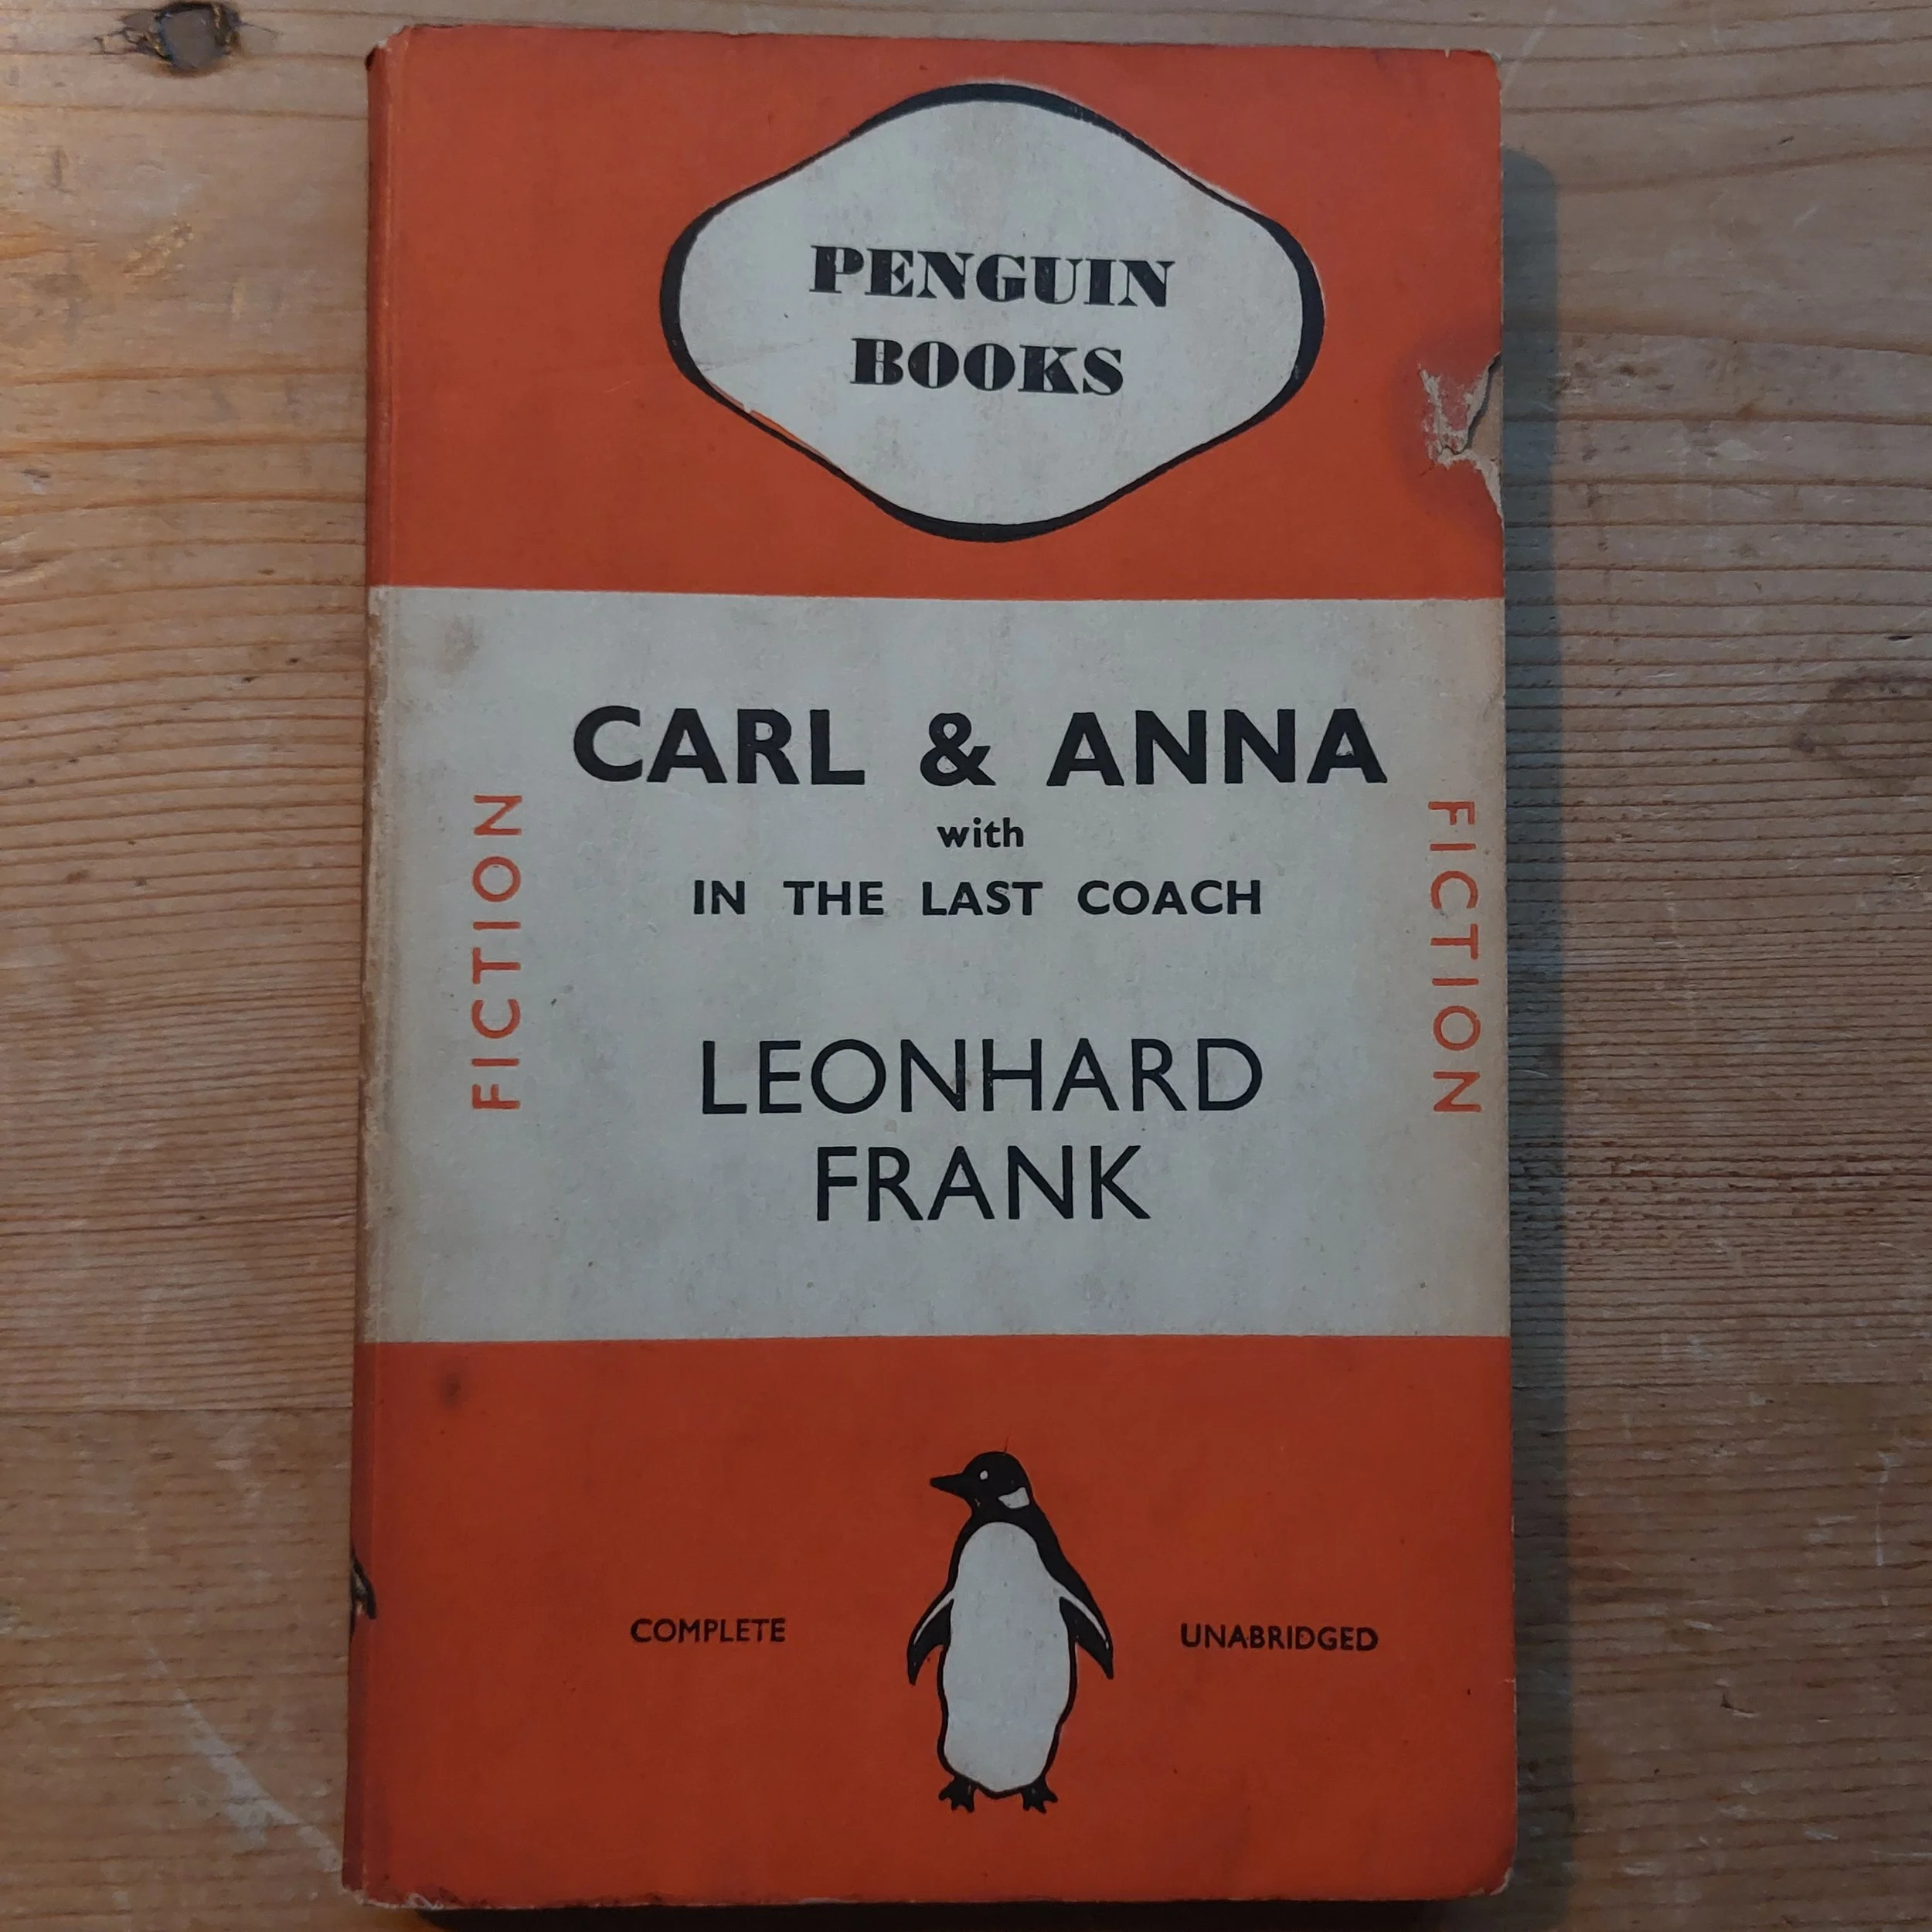 PENGUIN
BOOKS
CARL & ANNA
with
IN THE LAST COACH
FICTION
FICTION
LEONHARD
FRANK
COMPLETE
UNABRIDGED